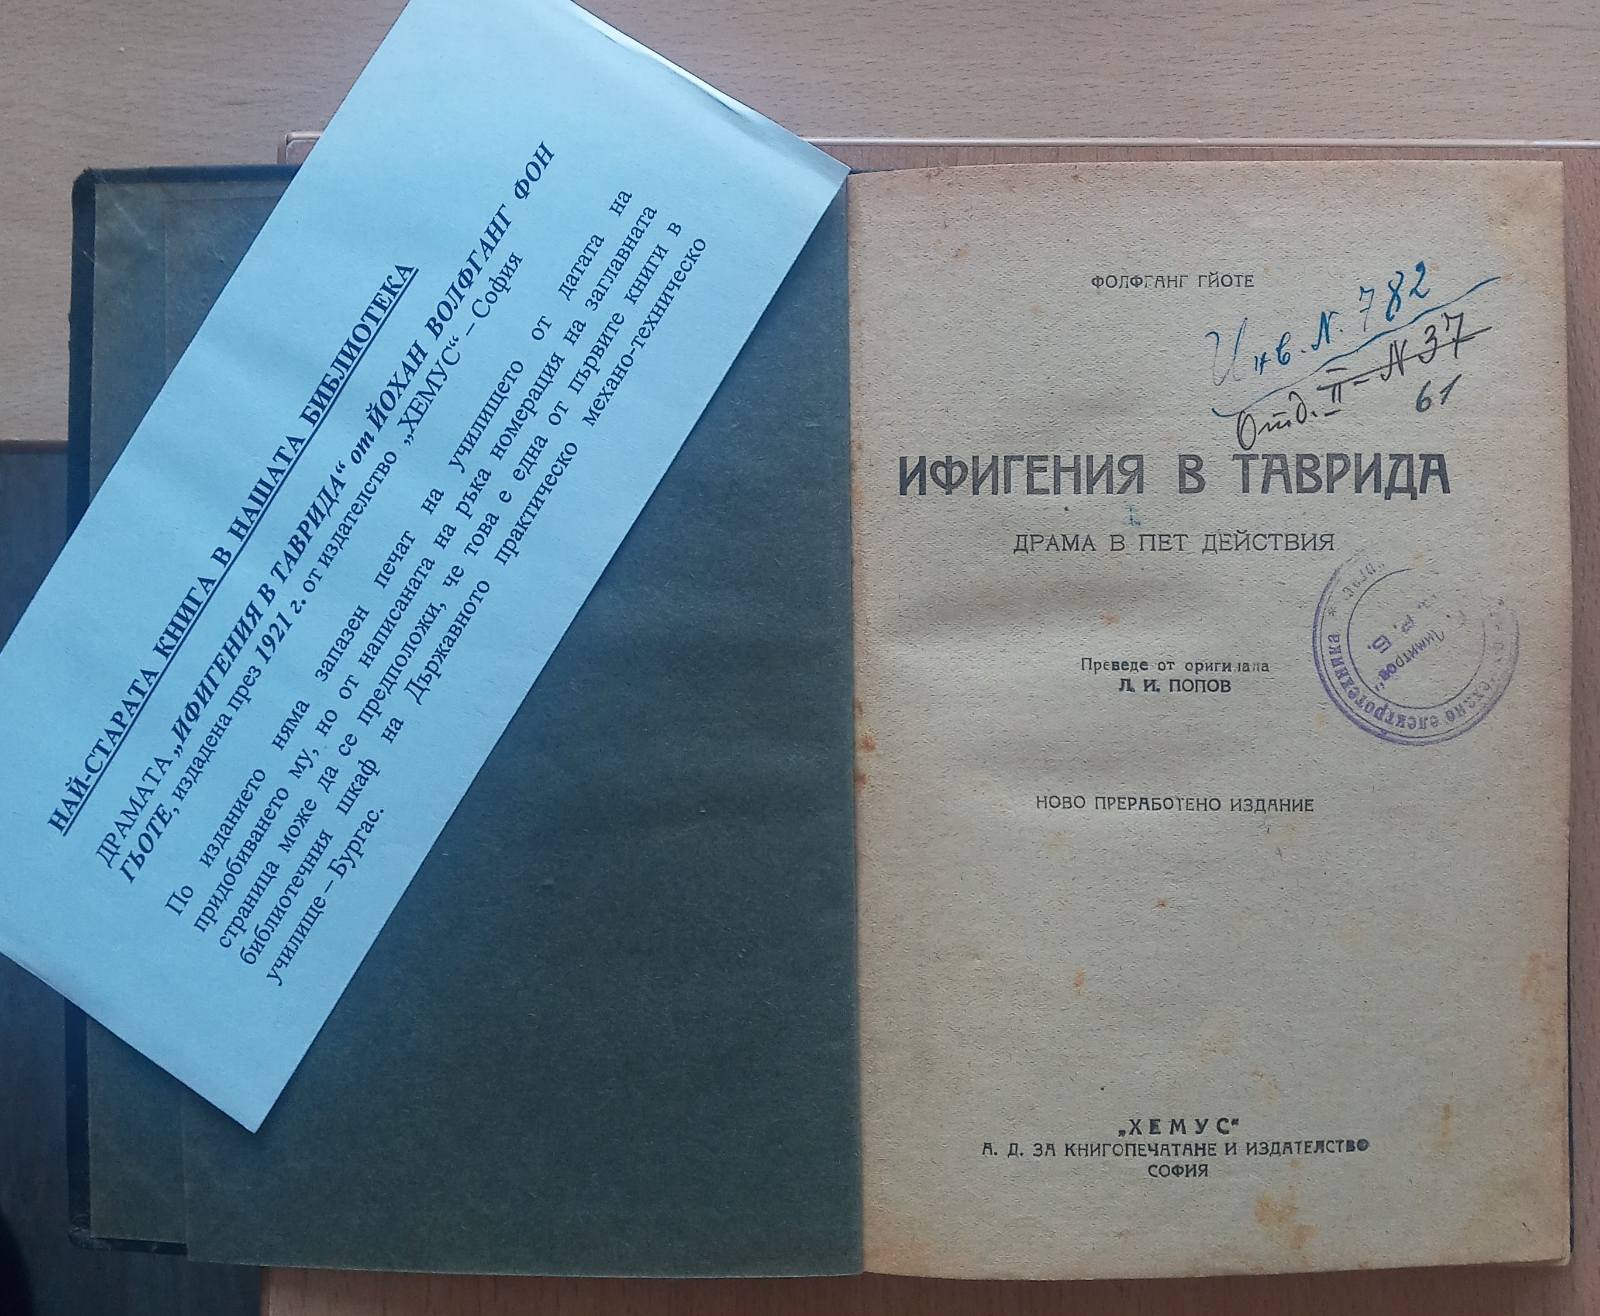 НАЙ-СТАРАТА КНИГА В НАШАТА БИБЛИОТЕКА
ДРАМАТА „ИФИГЕНИЯ В ТАВРИДА“ от ЙОХАН ВОЛФГАНГ ФОН
ГЬОТЕ, издадена през 1921 г. от издателство „ХЕМУС“ – София
По изданието няма запазен печат на училището от датата на
придобиването му, но от написаната на ръка номерация на заглавната
страница може да се предположи, че това е една от първите книги в
библиотечния шкаф на Държавното практическо механо-техническо
училище – Бургас.
ФОЛФГАНГ ГЙОТЕ
Инв. N. 782
Отд. II - N 37
61
ИФИГЕНИЯ В ТАВРИДА
ДРАМА В ПЕТ ДЕЙСТВИЯ
електротехника *
Преведе от оригинала
Л. И. ПОПОВ
НОВО ПРЕРАБОТЕНО ИЗДАНИЕ
„ХЕМУС“
А. Д. ЗА КНИГОПЕЧАТАНЕ И ИЗДАТЕЛСТВО
СОФИЯ